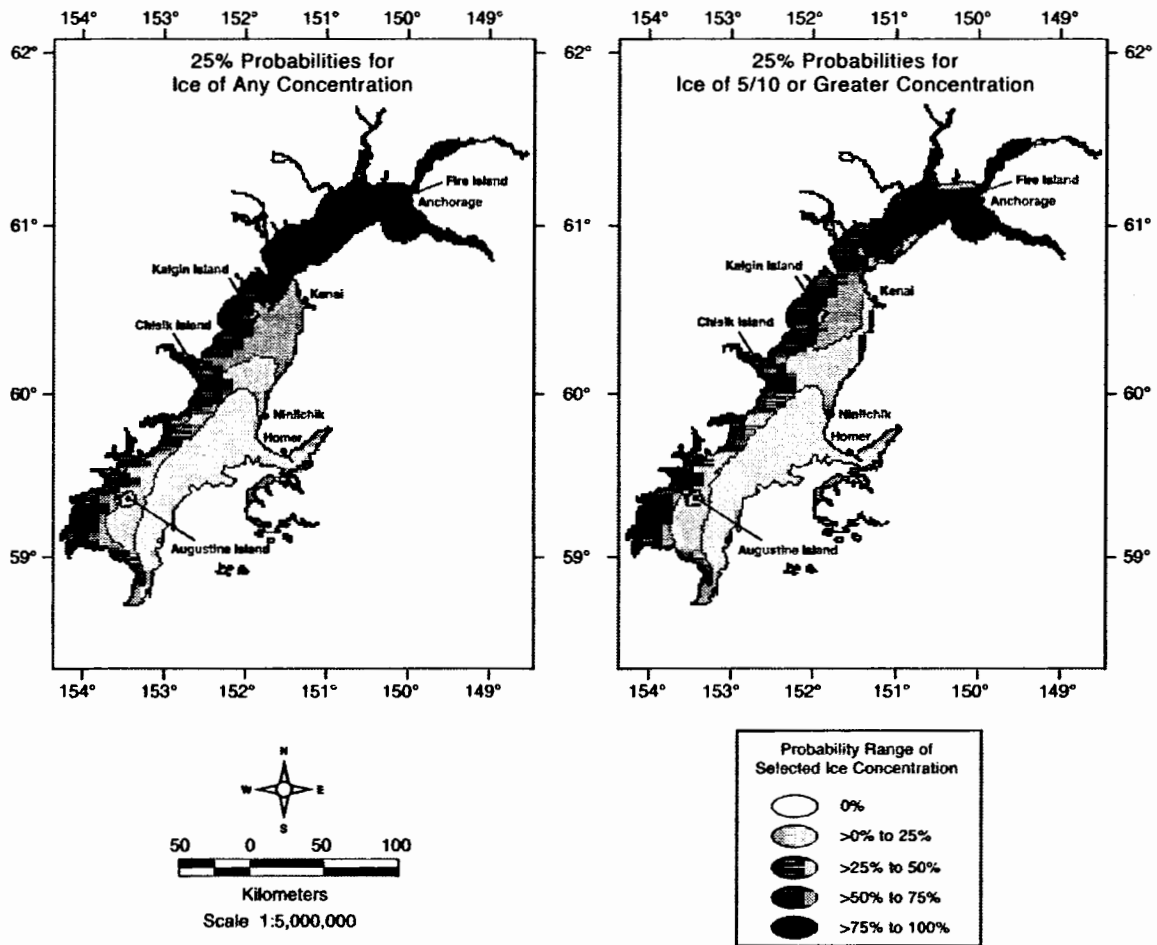 154° 153° 152° 151° 150° 149°
62°
25% Probabilities for
Ice of Any Concentration
Fire Island
Anchorage
61°
Kalgin Island
Kenai
Chisik Island
60°
Ninilchik
Homer
Augustine Island
59°
154° 153° 152° 151° 150° 149°
154° 153° 152° 151° 150° 149°
62°
25% Probabilities for
Ice of 5/10 or Greater Concentration
Fire Island
Anchorage
61°
Kalgin Island
Kenai
Chisik Island
60°
Ninilchik
Homer
Augustine Island
59°
154° 153° 152° 151° 150° 149°
N
W E
S
50 0 50 100
Kilometers
Scale 1:5,000,000
Probability Range of
Selected Ice Concentration
0%
>0% to 25%
>25% to 50%
>50% to 75%
>75% to 100%